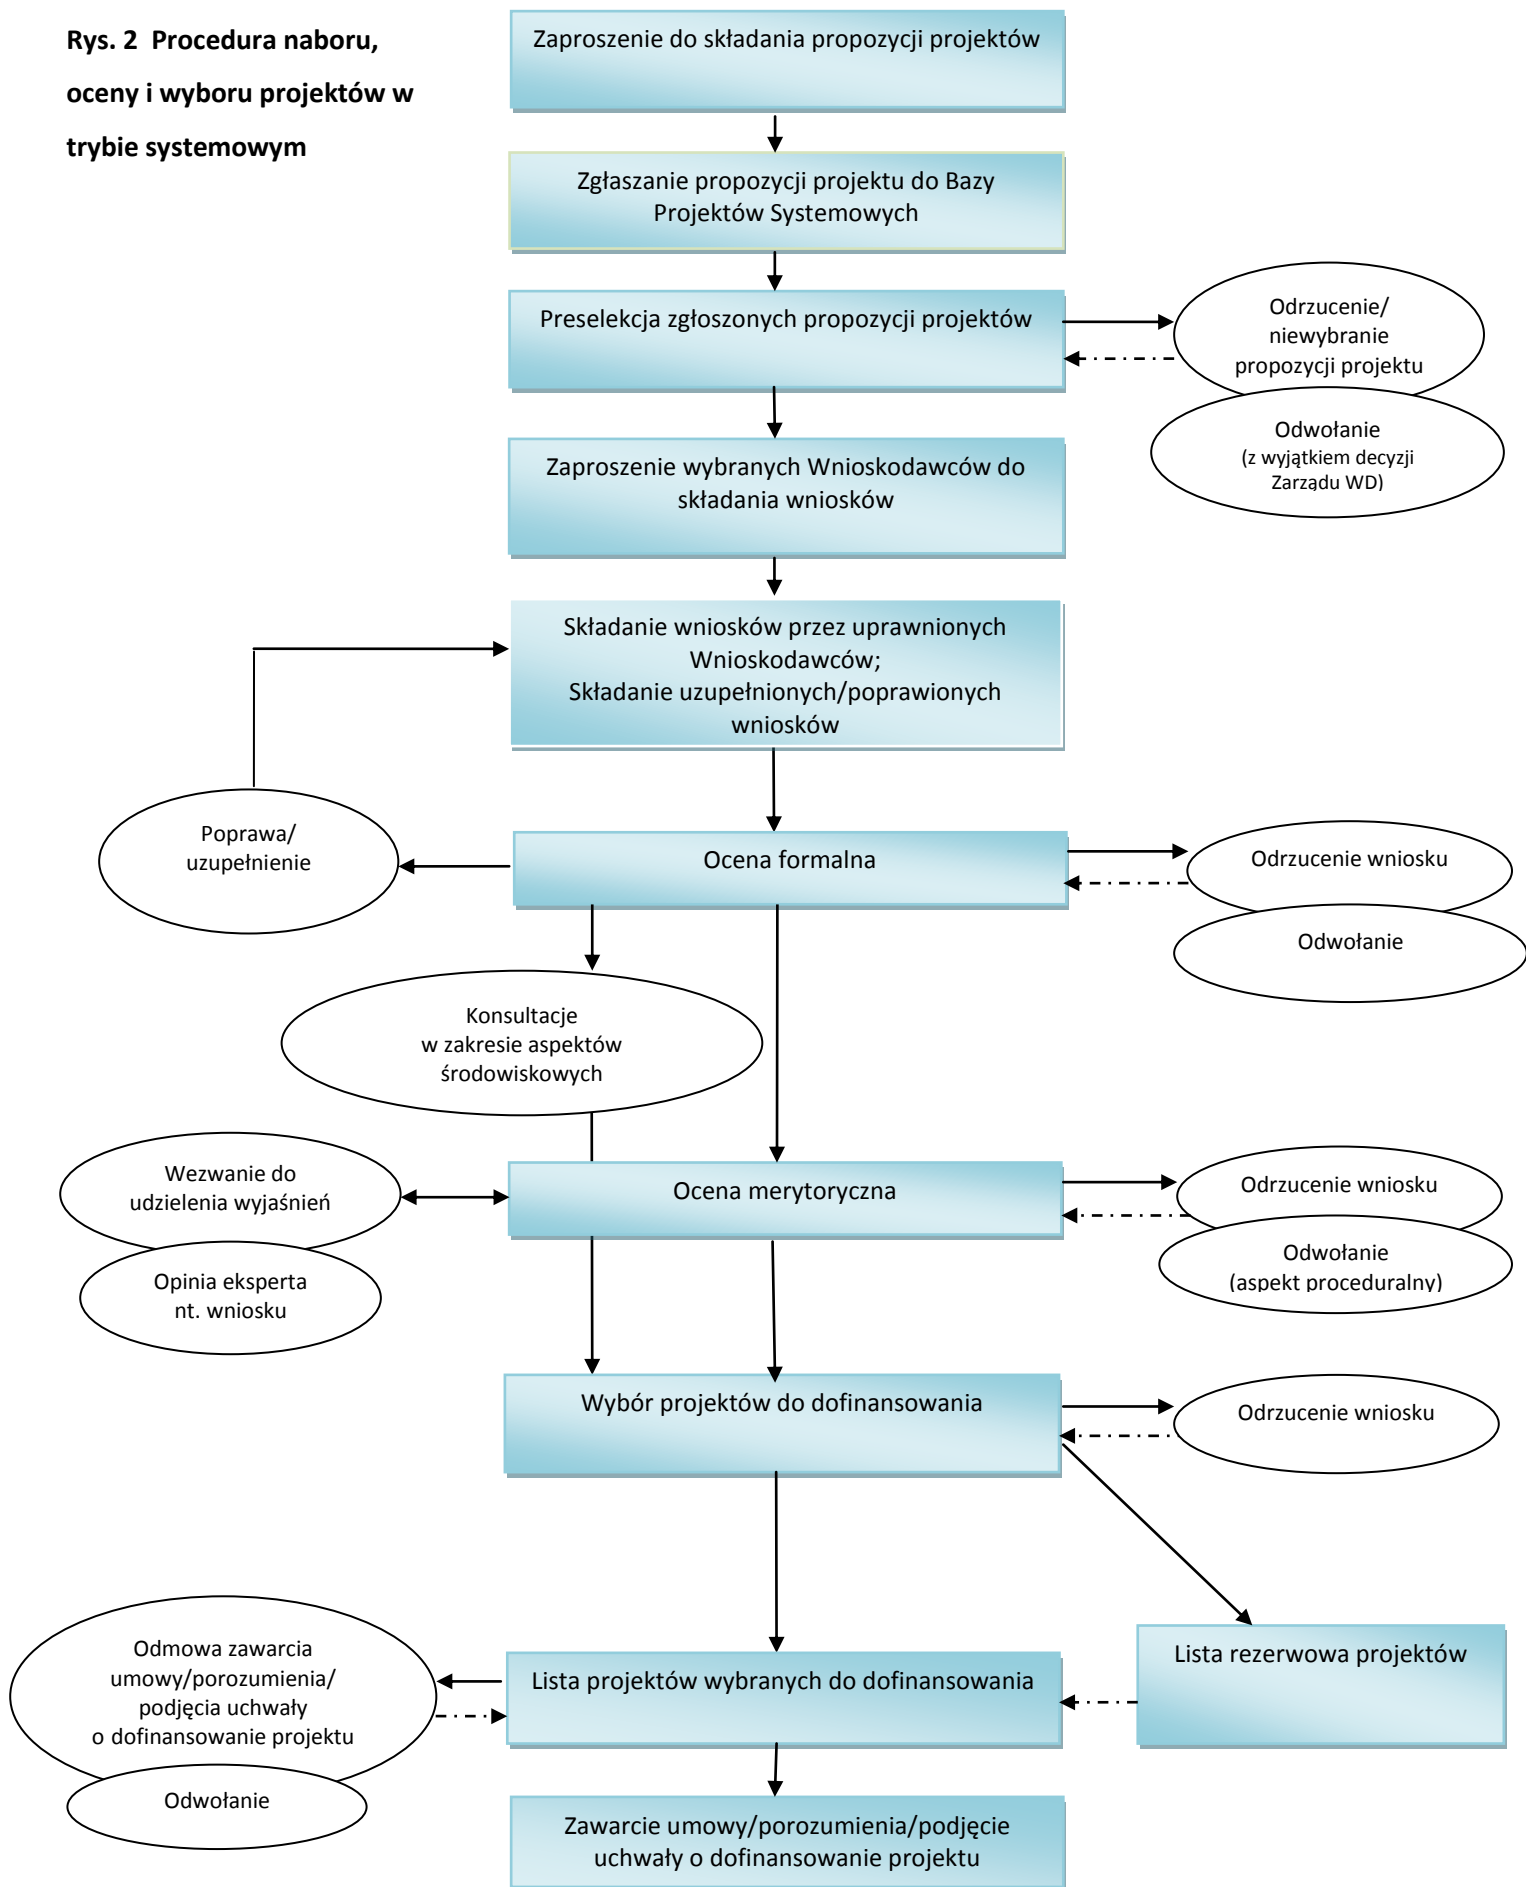 Rys. 2  Procedura naboru,
oceny i wyboru projektów w
trybie systemowym
Zaproszenie do składania propozycji projektów
Zgłaszanie propozycji projektu do Bazy
Projektów Systemowych
Preselekcja zgłoszonych propozycji projektów
Odrzucenie/
niewybranie
propozycji projektu
Odwołanie
(z wyjątkiem decyzji
Zarządu WD)
Zaproszenie wybranych Wnioskodawców do
składania wniosków
Składanie wniosków przez uprawnionych
Wnioskodawców;
Składanie uzupełnionych/poprawionych
wniosków
Poprawa/
uzupełnienie
Ocena formalna
Odrzucenie wniosku
Odwołanie
Konsultacje
w zakresie aspektów
środowiskowych
Wezwanie do
udzielenia wyjaśnień
Opinia eksperta
nt. wniosku
Ocena merytoryczna
Odrzucenie wniosku
Odwołanie
(aspekt proceduralny)
Wybór projektów do dofinansowania
Odrzucenie wniosku
Odmowa zawarcia
umowy/porozumienia/
podjęcia uchwały
o dofinansowanie projektu
Odwołanie
Lista projektów wybranych do dofinansowania
Lista rezerwowa projektów
Zawarcie umowy/porozumienia/podjęcie
uchwały o dofinansowanie projektu